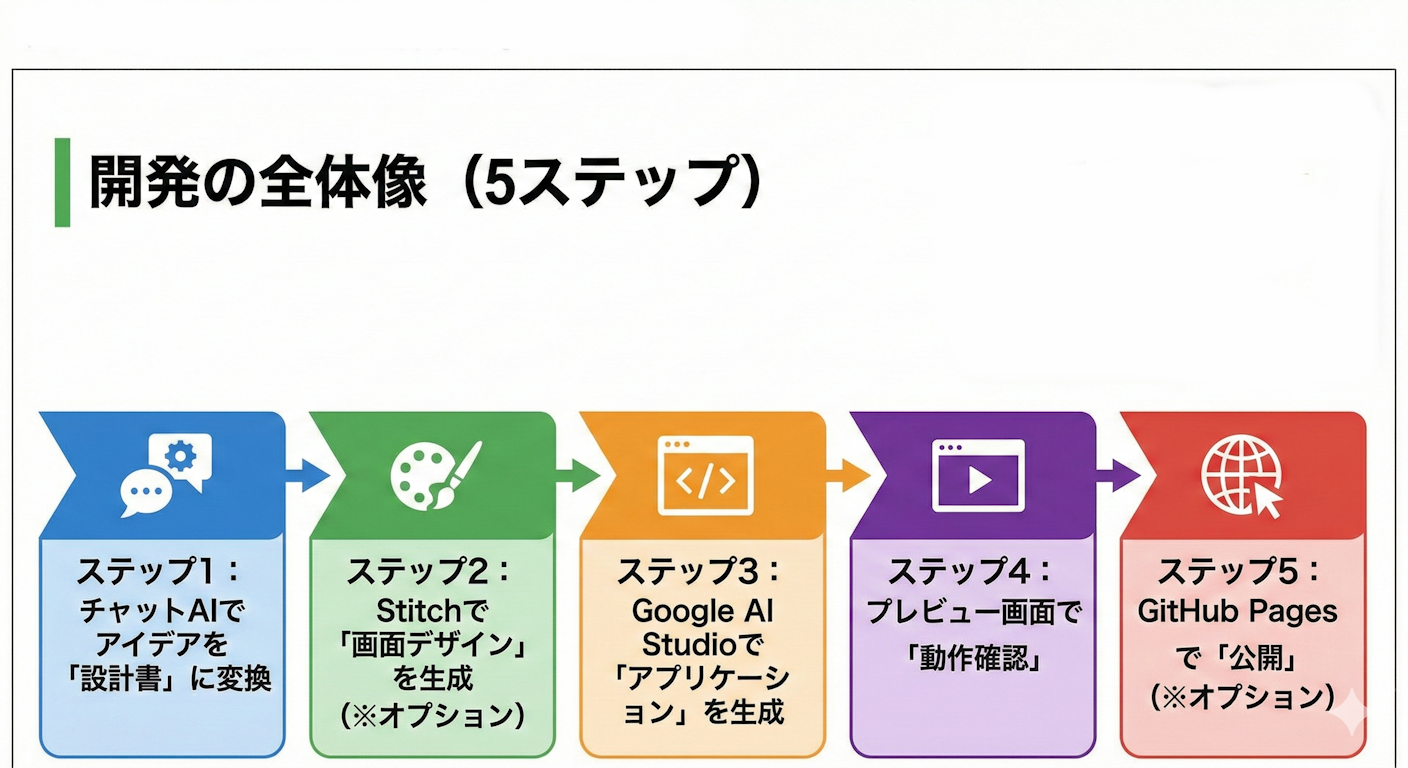 開発の全体像（5ステップ）
ステップ1：
チャットAIで
アイデアを
「設計書」に変換
ステップ2：
Stitchで
「画面デザイン」
を生成
（※オプション）
ステップ3：
Google AI
Studioで
「アプリケーシ
ョン」を生成
ステップ4：
プレビュー画面で
「動作確認」
ステップ5：
GitHub Pages
で「公開」
（※オプション）